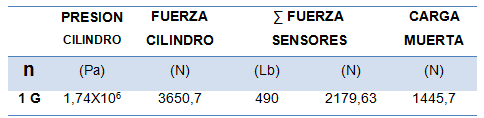 PRESION FUERZA ∑ FUERZA CARGA
CILINDRO CILINDRO SENSORES MUERTA
n (Pa) (N) (Lb) (N) (N)
1 G 1,74X10⁶ 3650,7 490 2179,63 1445,7